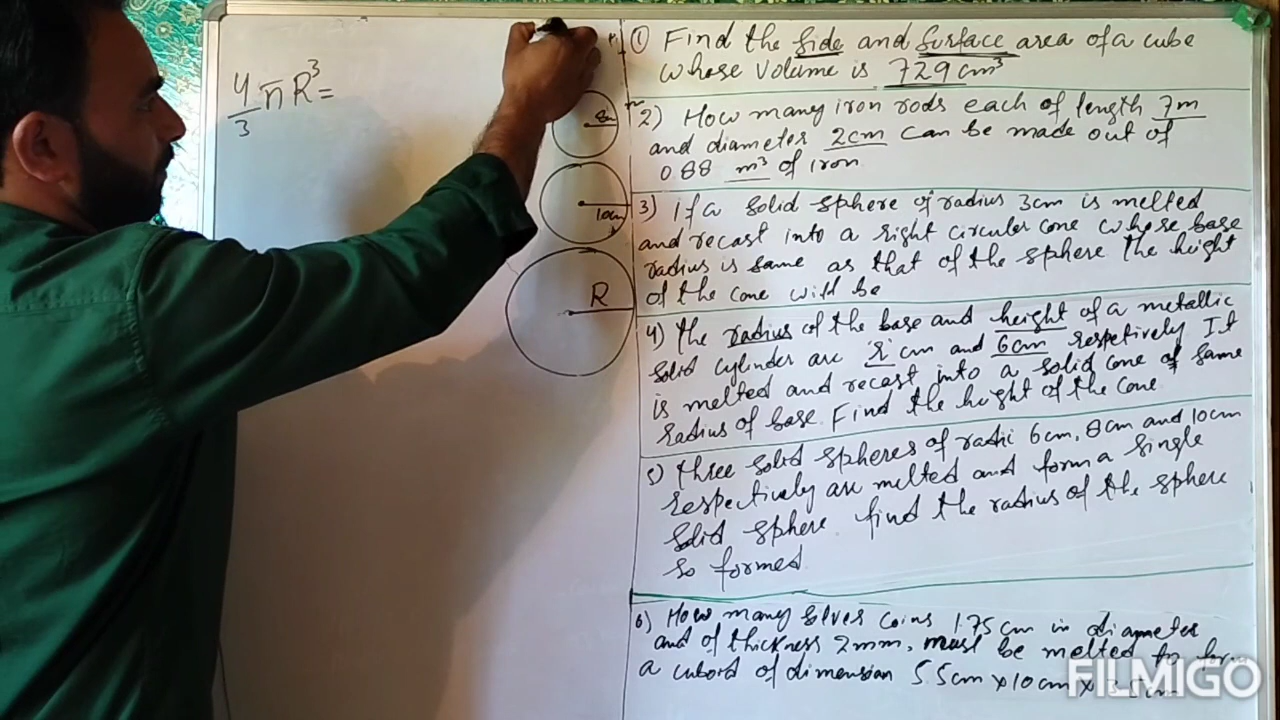 4/3 π R³ =
8cm
10cm
R
① Find the side and surface area of a cube
whose volume is 729 cm³
2) How many iron rods each of length 7m
and diameter 2cm can be made out of
0.88 m³ of iron
3) If a solid sphere of radius 3cm is melted
and recast into a right circular cone whose base
radius is same as that of the sphere the height
of the cone will be
4) the radius of the base and height of a metallic
solid cylinder are r cm and 6cm respetively It
is melted and recast into a solid cone of same
radius of base. Find the height of the cone
5) three solid spheres of radii 6cm, 8cm and 10cm
respectively are melted and form a single
solid sphere find the radius of the sphere
so formed
6) How many silver coins 1.75 cm in diameter
and of thickness 2mm, must be melted to form
a cuboid of dimension 5.5cm × 10cm × 3.5cm
FILMIGO